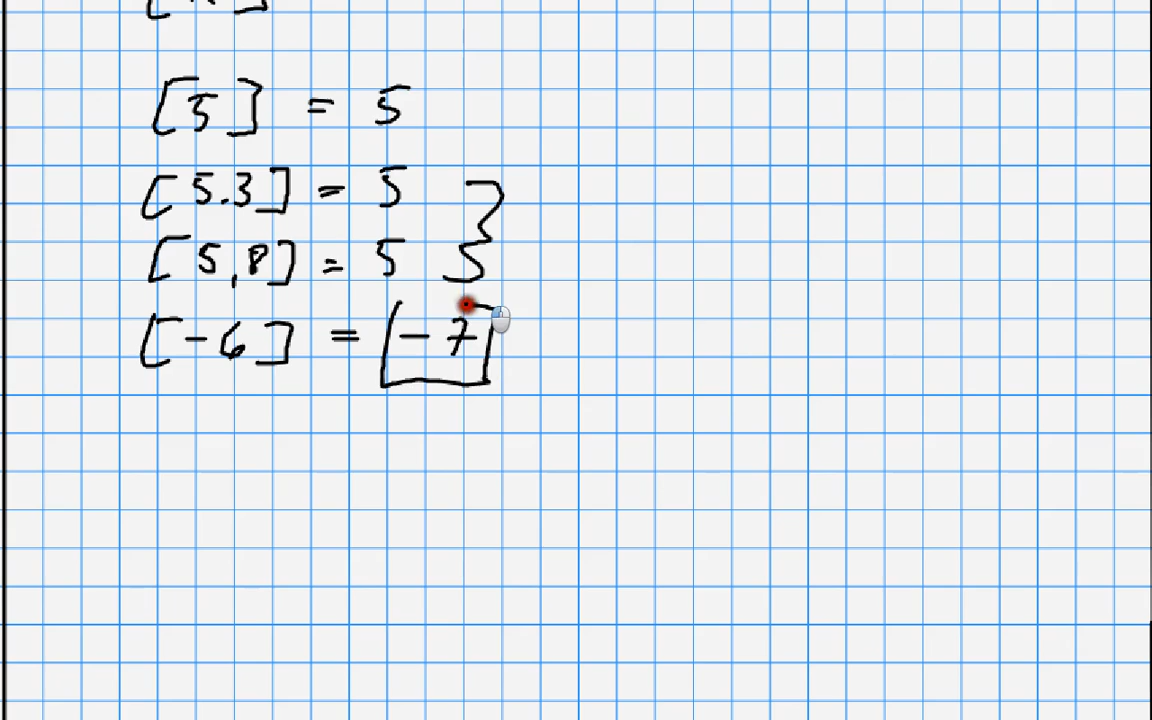 [5] = 5
[5.3] = 5
[5,8] = 5
[-6] = -7